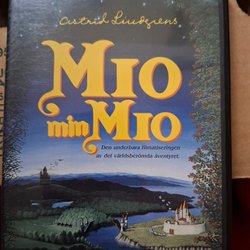 Astrid Lindgrens
MIO
min
MIO
Den underbara filmatiseringen
av det världsberömda äventyret.